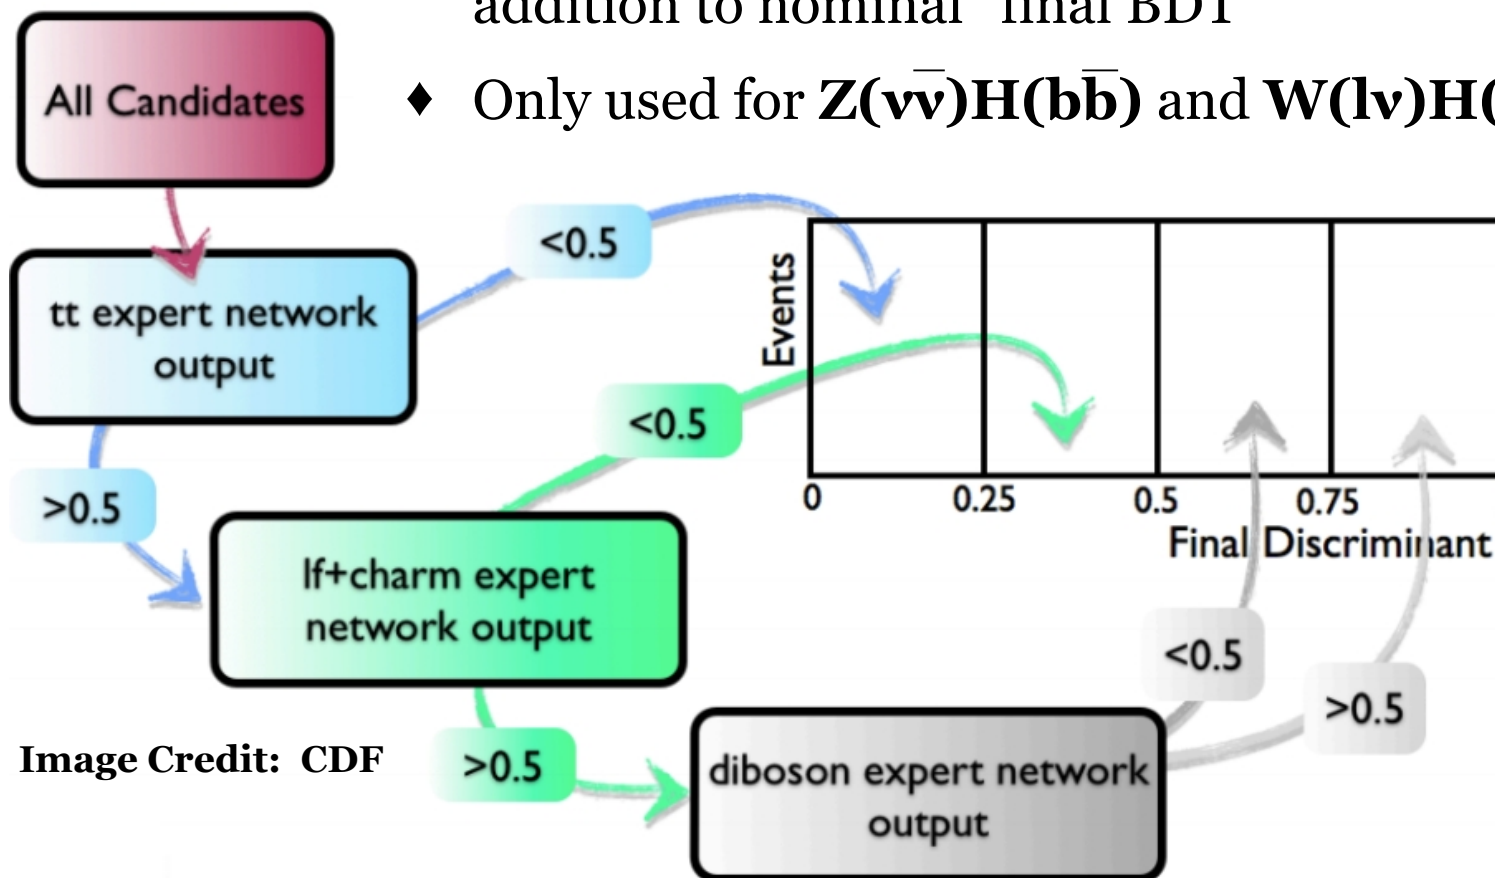 addition to nominal "final BDT"
♦ Only used for Z(νν̅)H(bb̅) and W(lν)H(
All Candidates
<0.5
tt expert network
output
Events
<0.5
>0.5
0 0.25 0.5 0.75
Final Discriminant
lf+charm expert
network output
<0.5
>0.5
Image Credit: CDF
>0.5
diboson expert network
output